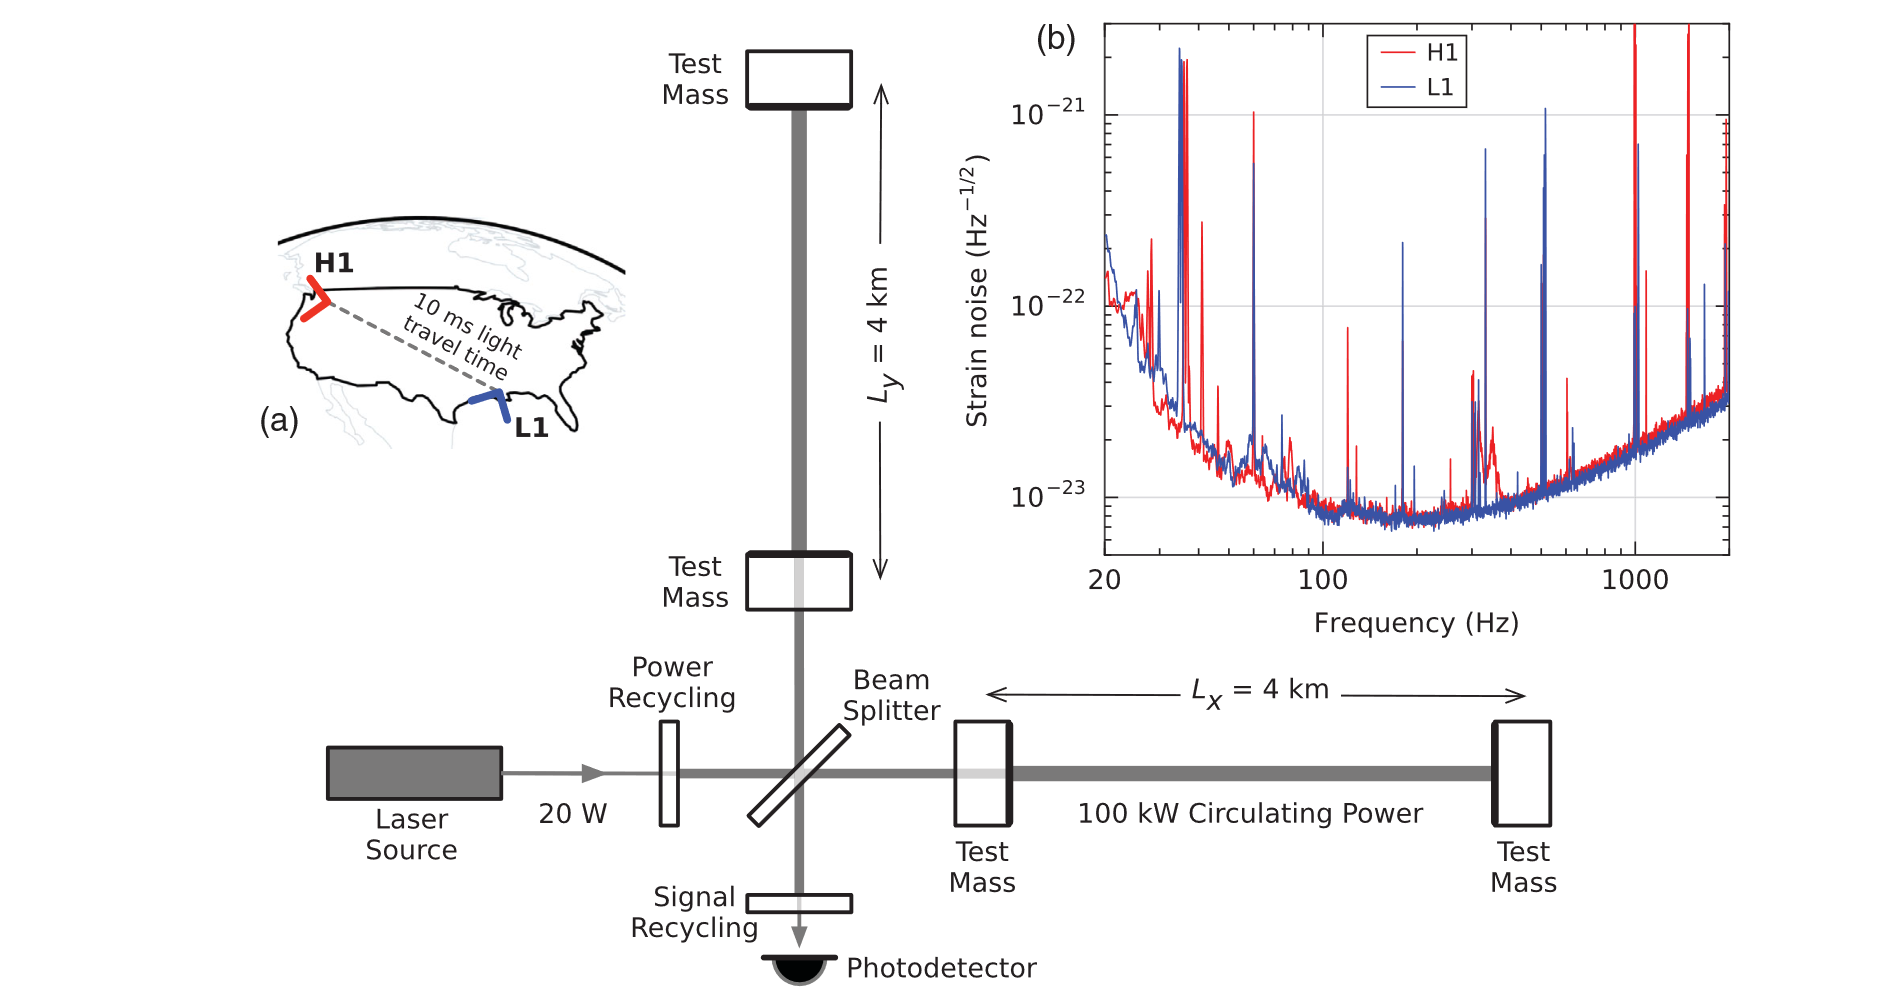 (a)
H1
10 ms light
travel time
L1
Test
Mass
L_y = 4 km
Test
Mass
Power
Recycling
Beam
Splitter
L_x = 4 km
Laser
Source
20 W
100 kW Circulating Power
Test
Mass
Test
Mass
Signal
Recycling
Photodetector
(b)
H1
L1
Strain noise (Hz^{−1/2})
10^{−21}
10^{−22}
10^{−23}
20 100 1000
Frequency (Hz)